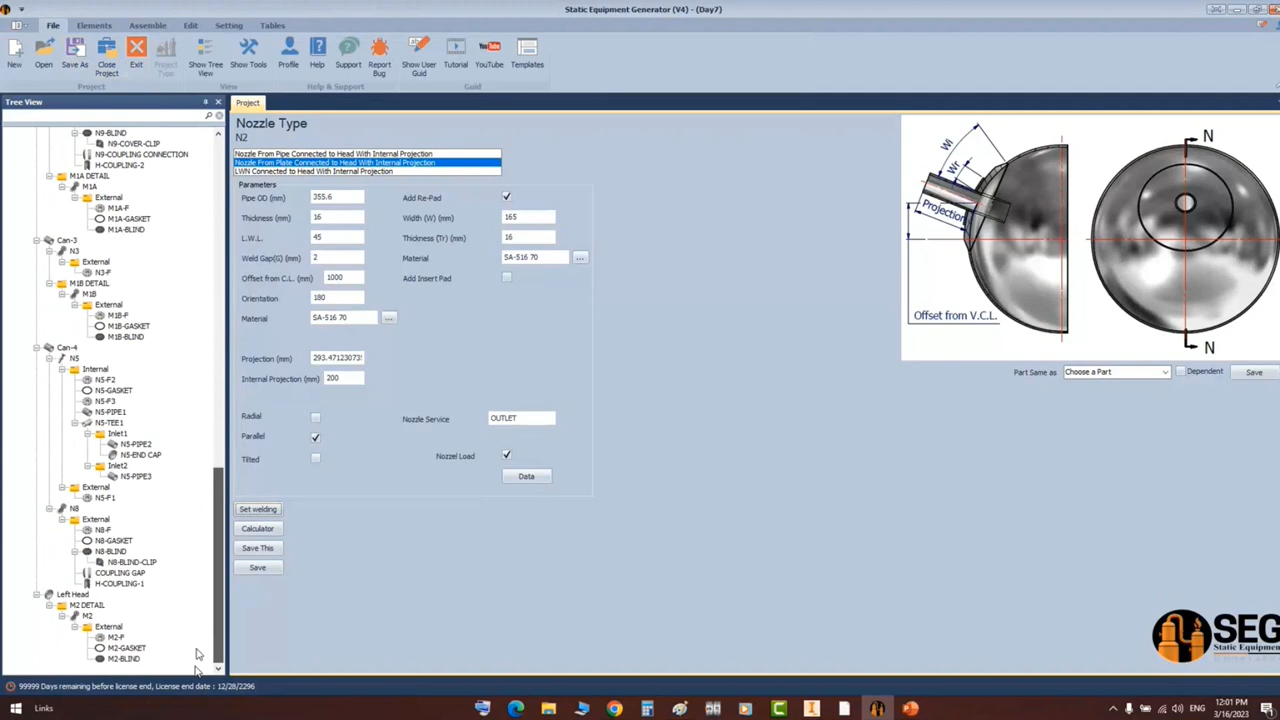 Static Equipment Generator (V4) - (Day7)
File Elements Assemble Edit Setting Tables
New Open Save As Close Project Exit Project Type Show Tree View Show Tools Profile Help Support Report Bug Show User Guid Tutorial YouTube Templates
Project View Help & Support Guid
Tree View
Project
N9-BLIND
N9-COVER-CLIP
N9-COUPLING CONNECTION
H-COUPLING-2
M1A DETAIL
M1A
External
M1A-F
M1A-GASKET
M1A-BLIND
Can-3
N3
External
N3-F
M1B DETAIL
M1B
External
M1B-F
M1B-GASKET
M1B-BLIND
Can-4
N5
Internal
N5-F2
N5-GASKET
N5-F3
N5-PIPE1
N5-TEE1
Inlet1
N5-PIPE2
N5-END CAP
Inlet2
N5-PIPE3
External
N5-F1
N8
External
N8-F
N8-GASKET
N8-BLIND
N8-BLIND-CLIP
COUPLING GAP
H-COUPLING-1
Left Head
M2 DETAIL
M2
External
M2-F
M2-GASKET
M2-BLIND
Nozzle Type
N2
Nozzle From Pipe Connected to Head With Internal Projection
Nozzle From Plate Connected to Head With Internal Projection
LWN Connected to Head With Internal Projection
Parameters
Pipe OD (mm) 355.6 Add Re-Pad
Thickness (mm) 16 Width (W) (mm) 165
L.W.L. 45 Thickness (Tr) (mm) 16
Weld Gap(G) (mm) 2 Material SA-516 70 ...
Offset from C.L. (mm) 1000 Add Insert Pad
Orientation 180
Material SA-516 70 ...
Projection (mm) 293.47123073
Internal Projection (mm) 200
Radial Nozzle Service OUTLET
Parallel
Tilted Nozzel Load
Data
Set welding
Calculator
Save This
Save
Wl
Wr
Projection
Offset from V.C.L.
N
N
Part Same as Choose a Part Dependent Save
SEG
Static Equipme
99999 Days remaining before license end, License end date : 12/28/2296
Links
ENG
12:01 PM
3/16/2023